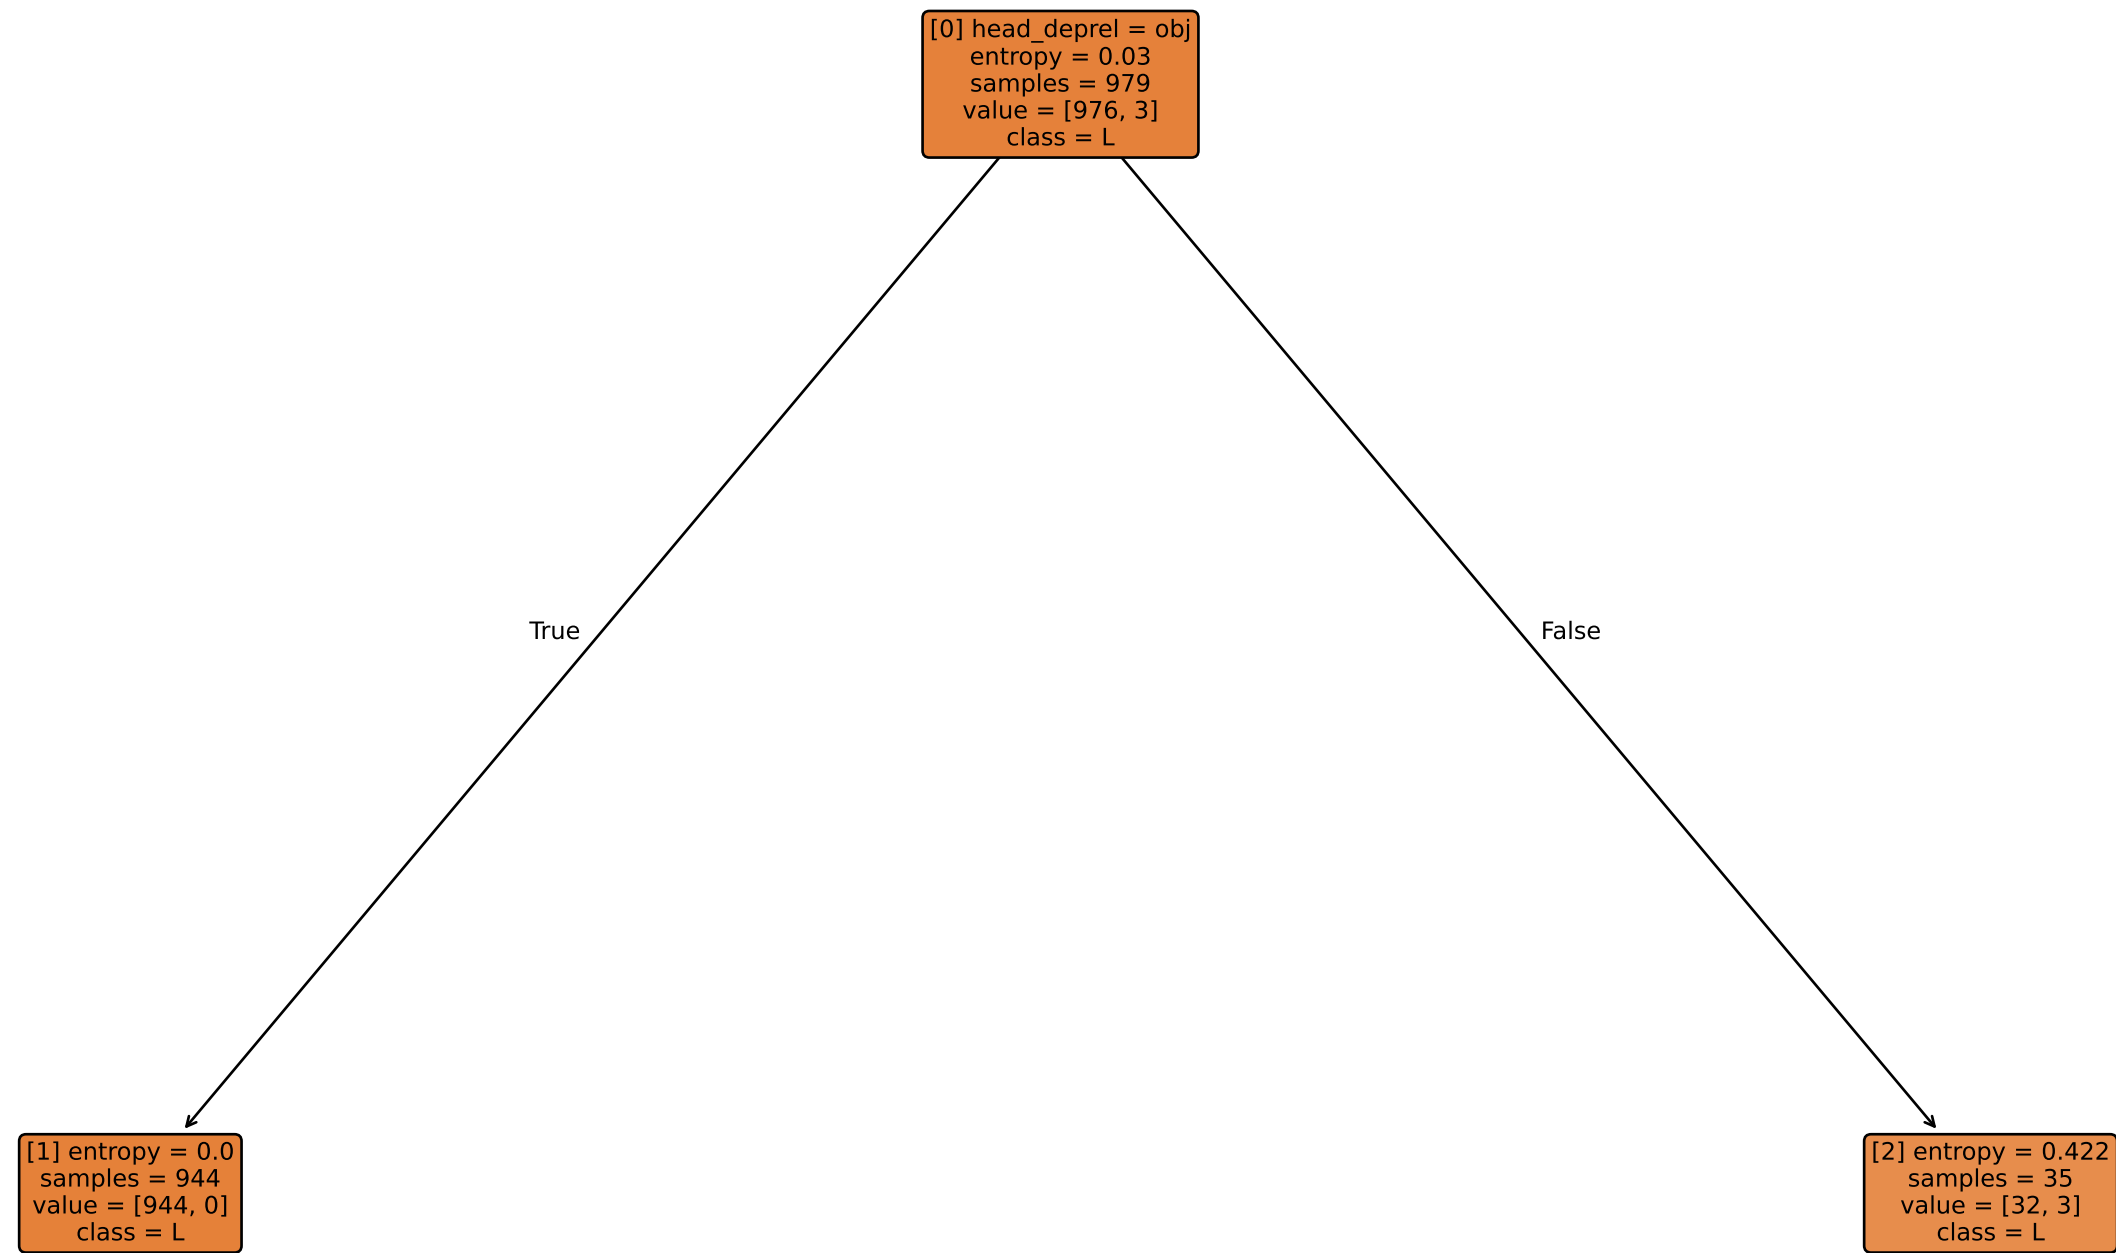 [0] head_deprel = obj
entropy = 0.03
samples = 979
value = [976, 3]
class = L
True
False
[1] entropy = 0.0
samples = 944
value = [944, 0]
class = L
[2] entropy = 0.422
samples = 35
value = [32, 3]
class = L